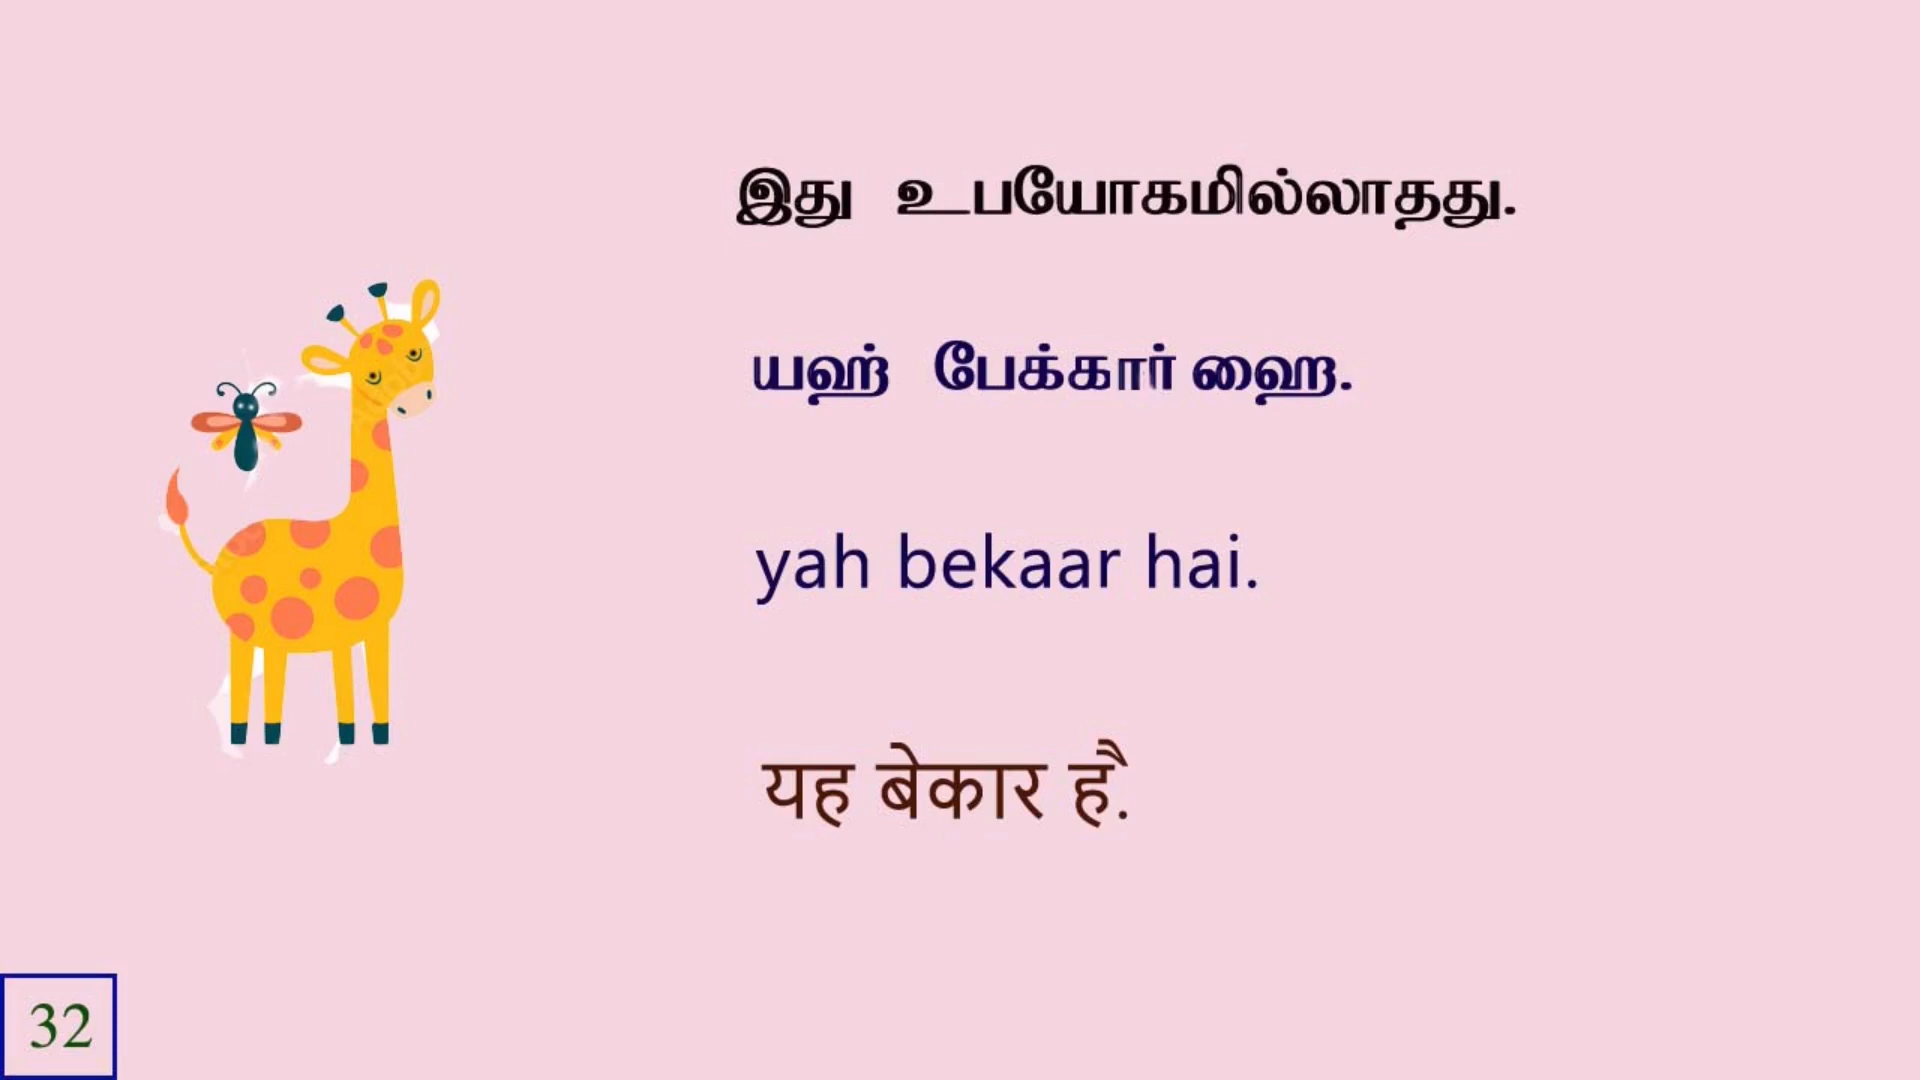 இது உபயோகமில்லாதது.
யஹ் பேக்கார் ஹை.
yah bekaar hai.
यह बेकार है.
32